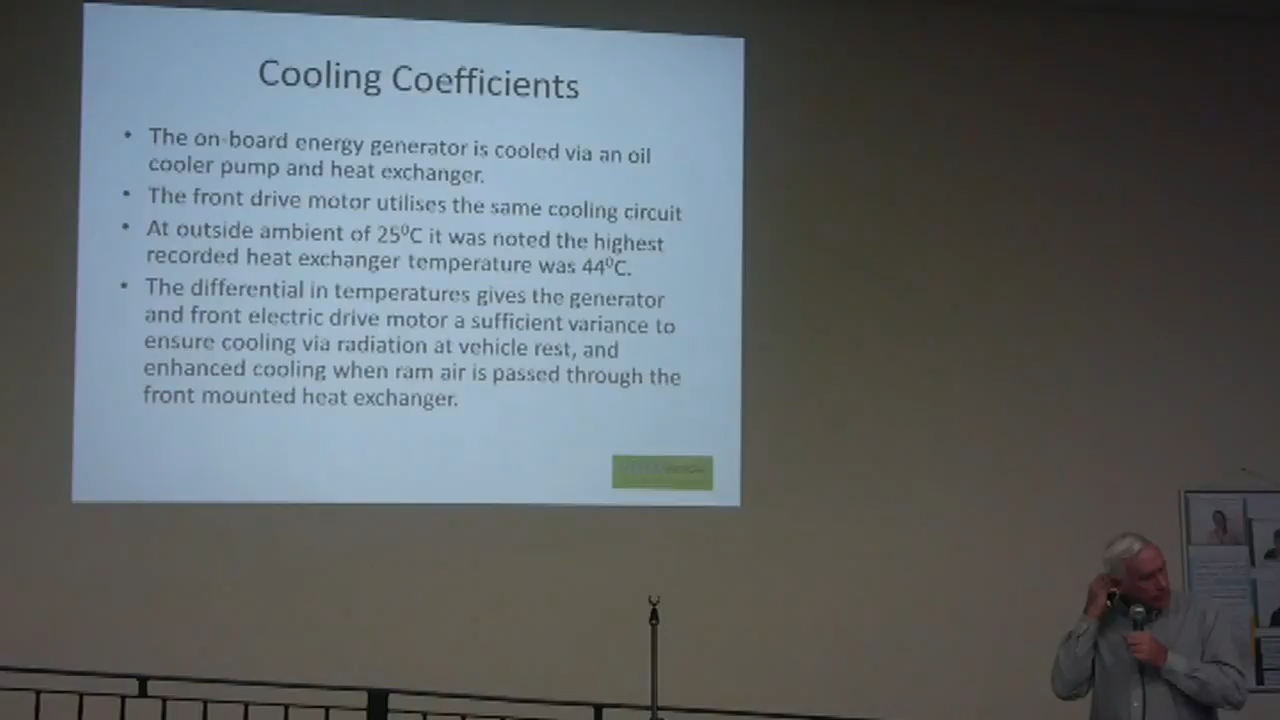 Cooling Coefficients
• The on-board energy generator is cooled via an oil
cooler pump and heat exchanger.
• The front drive motor utilises the same cooling circuit
• At outside ambient of 25⁰C it was noted the highest
recorded heat exchanger temperature was 44⁰C.
• The differential in temperatures gives the generator
and front electric drive motor a sufficient variance to
ensure cooling via radiation at vehicle rest, and
enhanced cooling when ram air is passed through the
front mounted heat exchanger.